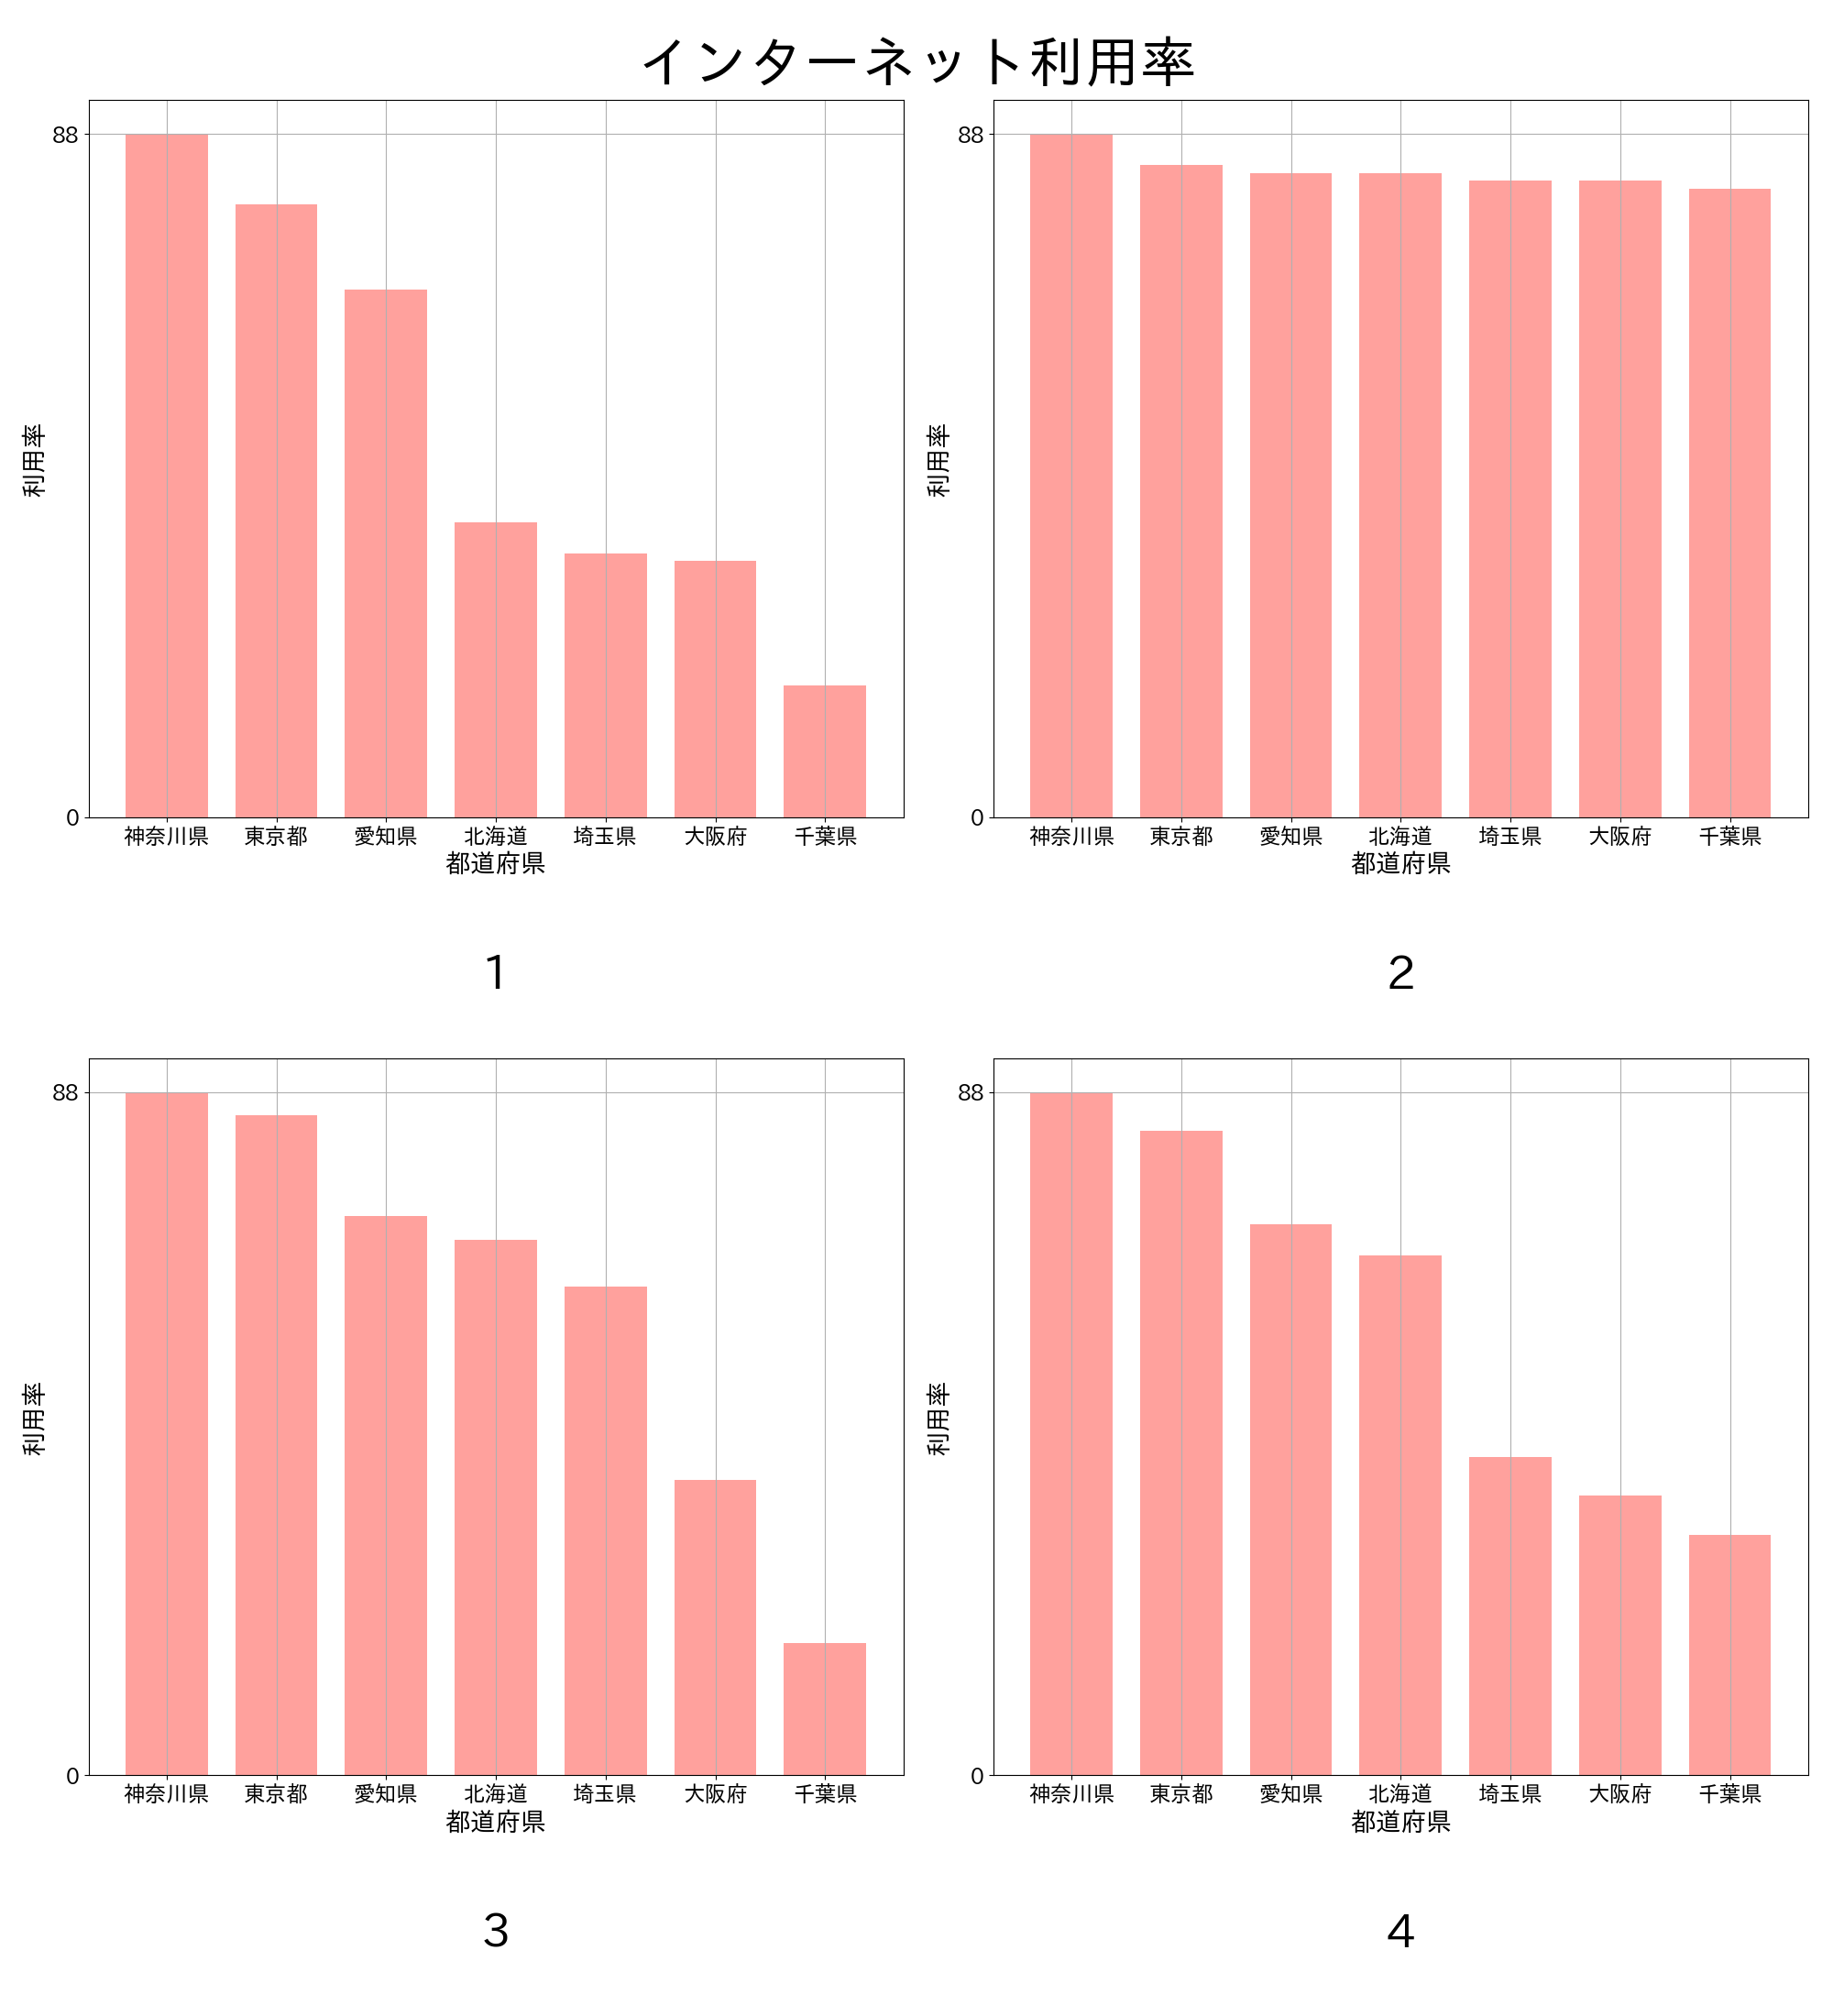 インターネット利用率
88
0
利用率
神奈川県 東京都 愛知県 北海道 埼玉県 大阪府 千葉県
都道府県
1
88
0
利用率
神奈川県 東京都 愛知県 北海道 埼玉県 大阪府 千葉県
都道府県
2
88
0
利用率
神奈川県 東京都 愛知県 北海道 埼玉県 大阪府 千葉県
都道府県
3
88
0
利用率
神奈川県 東京都 愛知県 北海道 埼玉県 大阪府 千葉県
都道府県
4